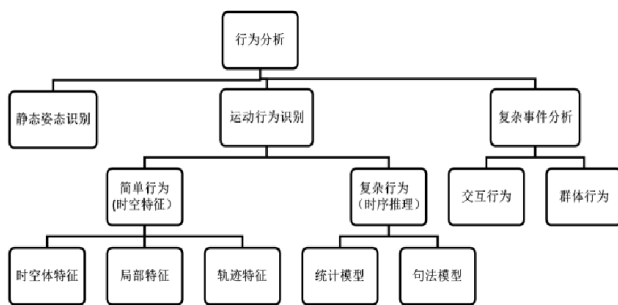 行为分析
静态姿态识别
运动行为识别
复杂事件分析
简单行为
(时空特征)
复杂行为
（时序推理）
交互行为
群体行为
时空体特征
局部特征
轨迹特征
统计模型
句法模型